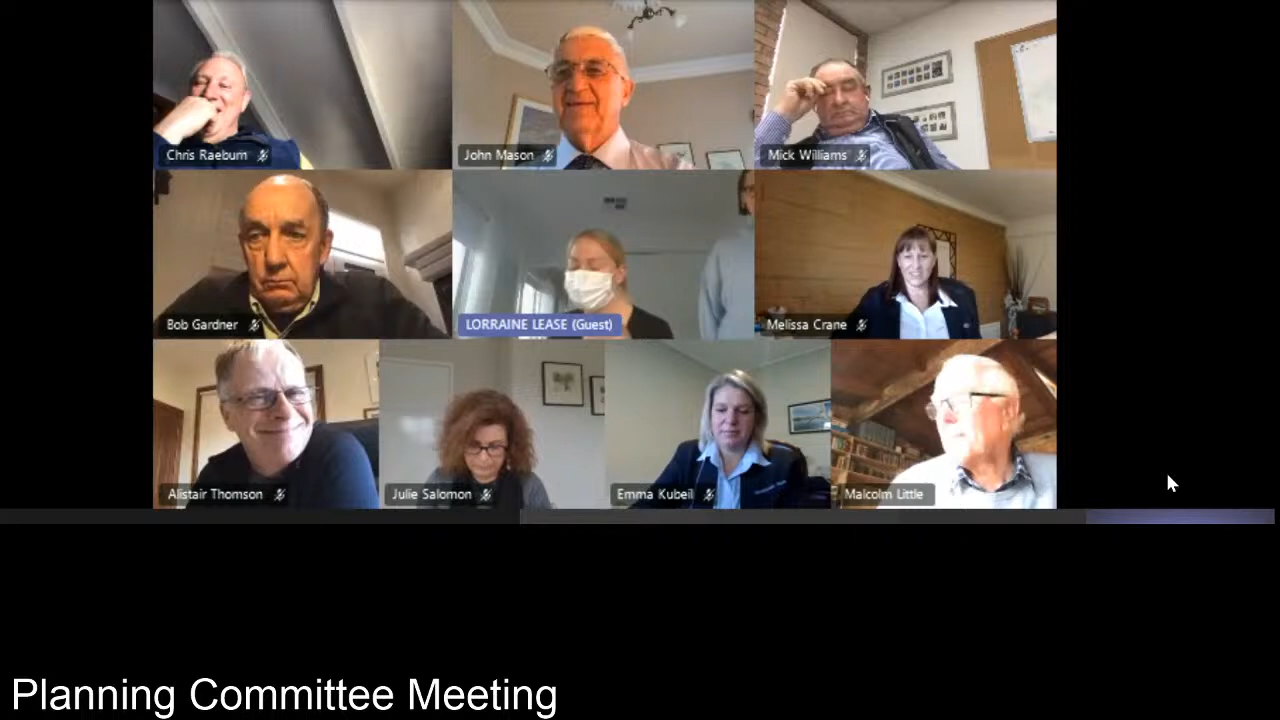 Chris Raeburn
John Mason
Mick Williams
Bob Gardner
LORRAINE LEASE (Guest)
Melissa Crane
Alistair Thomson
Julie Salomon
Emma Kubeil
Malcolm Little
Planning Committee Meeting